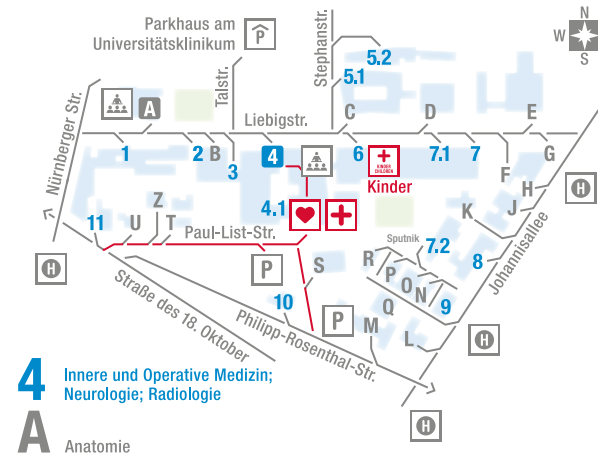 Parkhaus am
Universitätsklinikum
P
Talstr.
Stephanstr.
5.2
5.1
N
W
S
Nürnberger Str.
A
Liebigstr.
C
D
E
1
2
B
3
4
6
KINDER
CHILDREN
Kinder
7.1
7
F
G
H
J
K
H
Johannisallee
4.1
Z
11
U
T
Paul-List-Str.
Sputnik
7.2
R
P
O
N
8
9
Q
H
P
S
10
P
M
L
H
Straße des 18. Oktober
Philipp-Rosenthal-Str.
H
4
Innere und Operative Medizin;
Neurologie; Radiologie
A
Anatomie